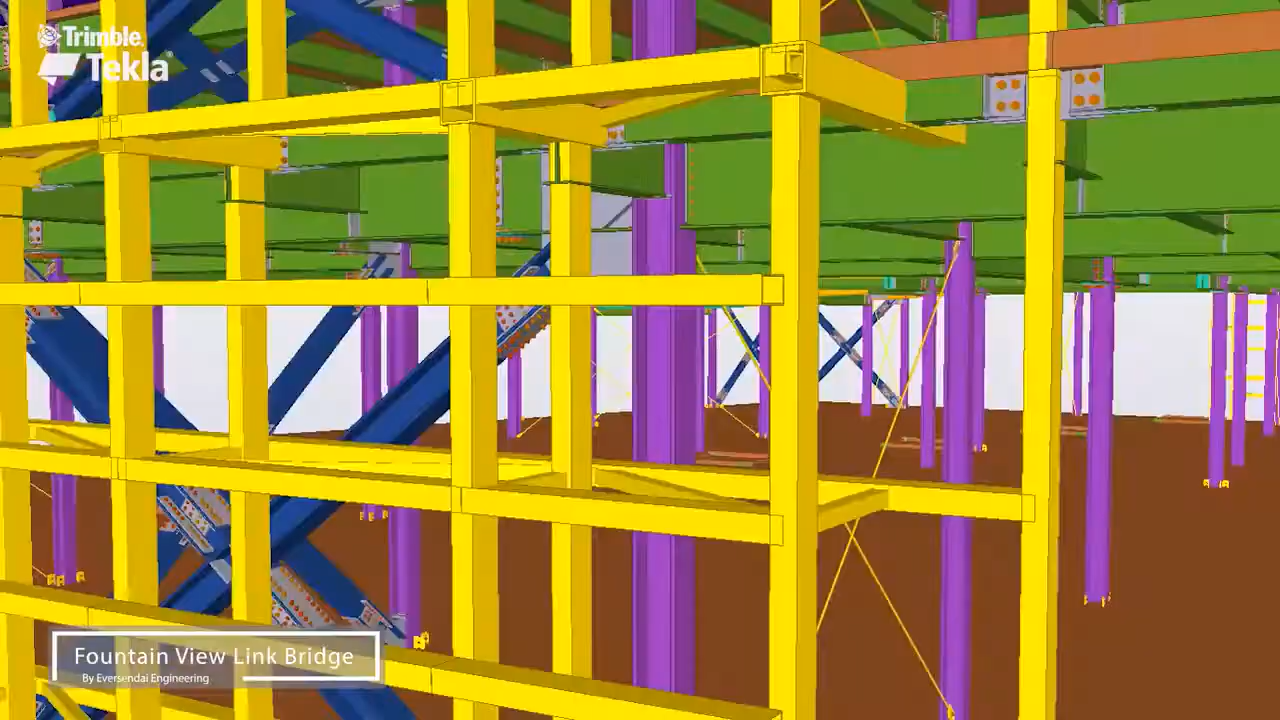 Trimble.
Tekla®
Fountain View Link Bridge
By Eversendai Engineering